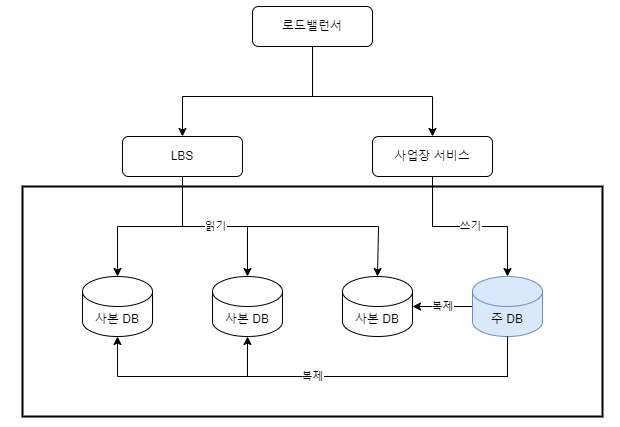 로드밸런서
LBS
사업장 서비스
읽기
쓰기
사본 DB
사본 DB
사본 DB
복제
주 DB
복제